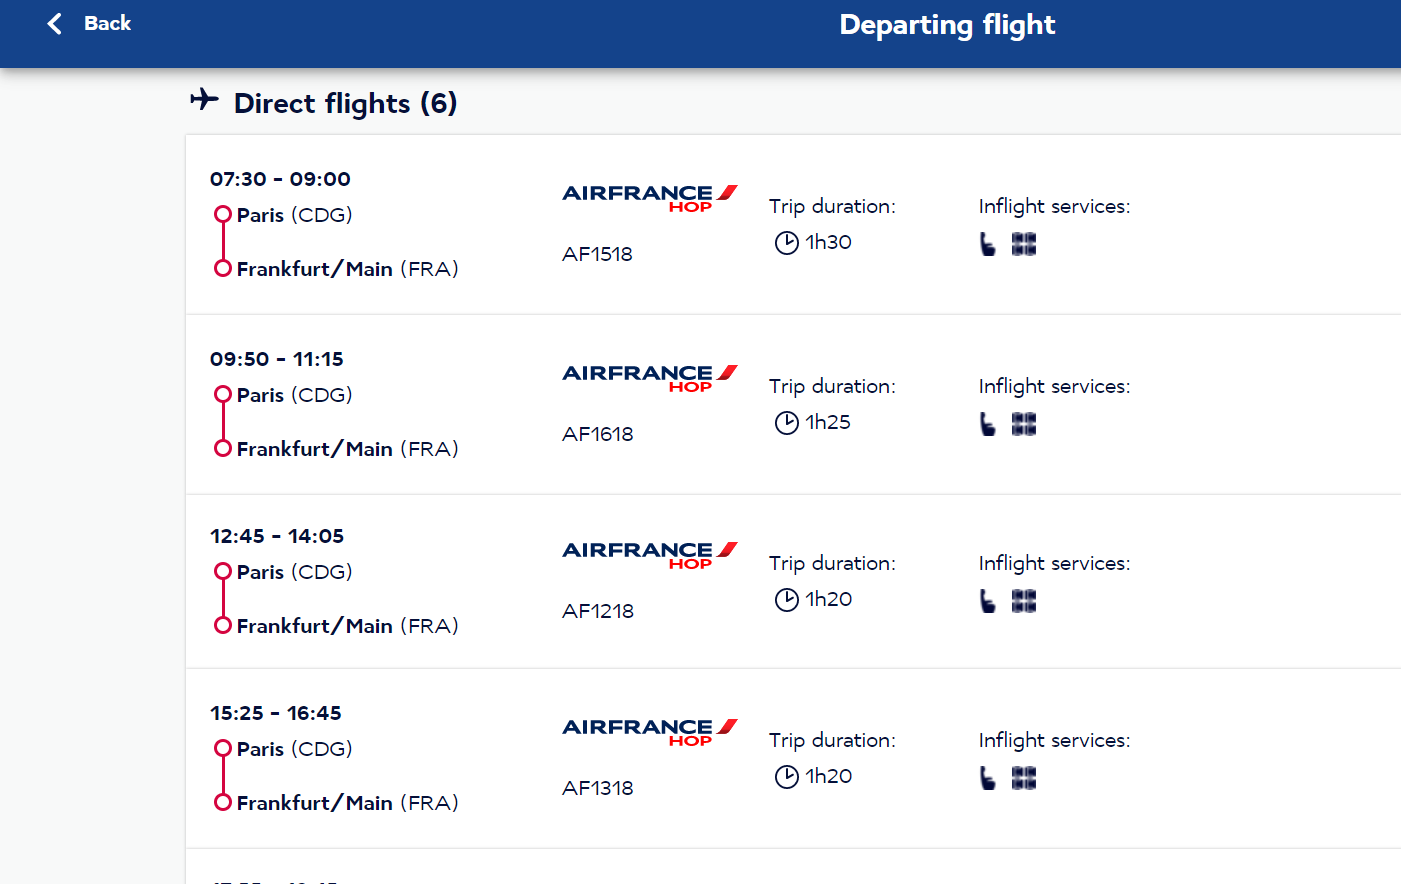 Back
Departing flight
Direct flights (6)
07:30 - 09:00
Paris (CDG)
Frankfurt/Main (FRA)
AIRFRANCE
HOP
AF1518
Trip duration:
1h30
Inflight services:
09:50 - 11:15
Paris (CDG)
Frankfurt/Main (FRA)
AIRFRANCE
HOP
AF1618
Trip duration:
1h25
Inflight services:
12:45 - 14:05
Paris (CDG)
Frankfurt/Main (FRA)
AIRFRANCE
HOP
AF1218
Trip duration:
1h20
Inflight services:
15:25 - 16:45
Paris (CDG)
Frankfurt/Main (FRA)
AIRFRANCE
HOP
AF1318
Trip duration:
1h20
Inflight services: